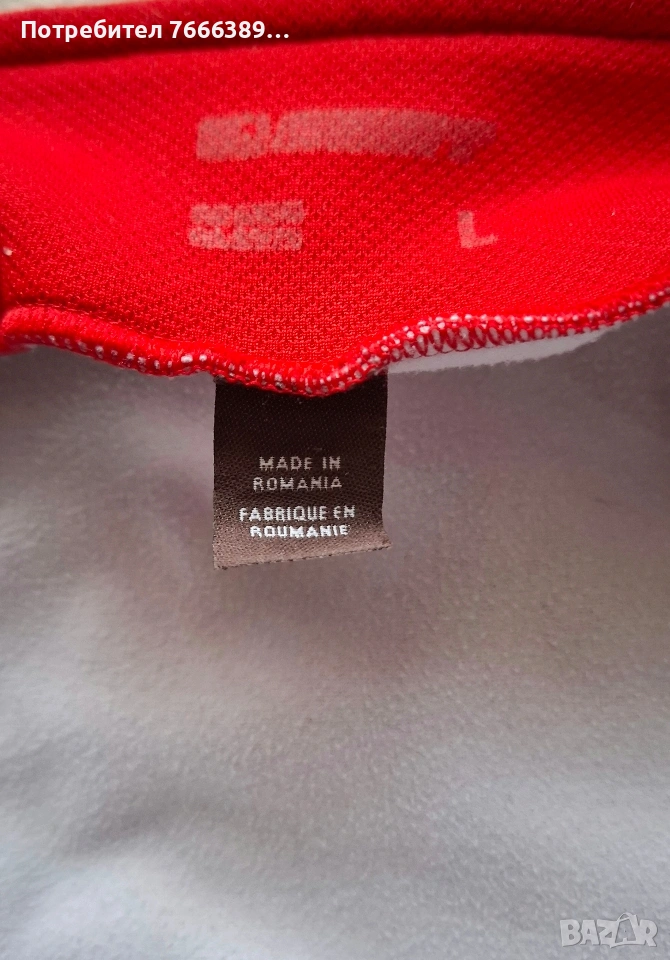 Потребител 7666389...
L
MADE IN
ROMANIA
FABRIQUE EN
ROUMANIE
BAZAR